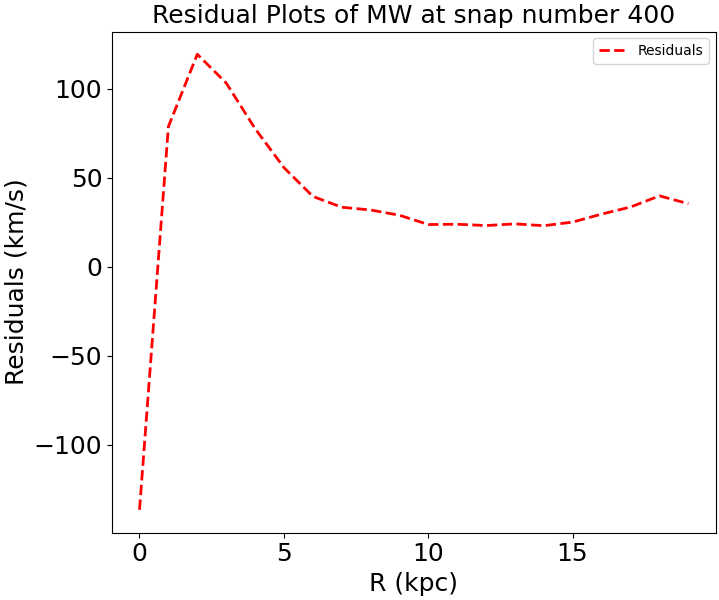 Residual Plots of MW at snap number 400
Residuals
Residuals (km/s)
100
50
0
−50
−100
0 5 10 15
R (kpc)